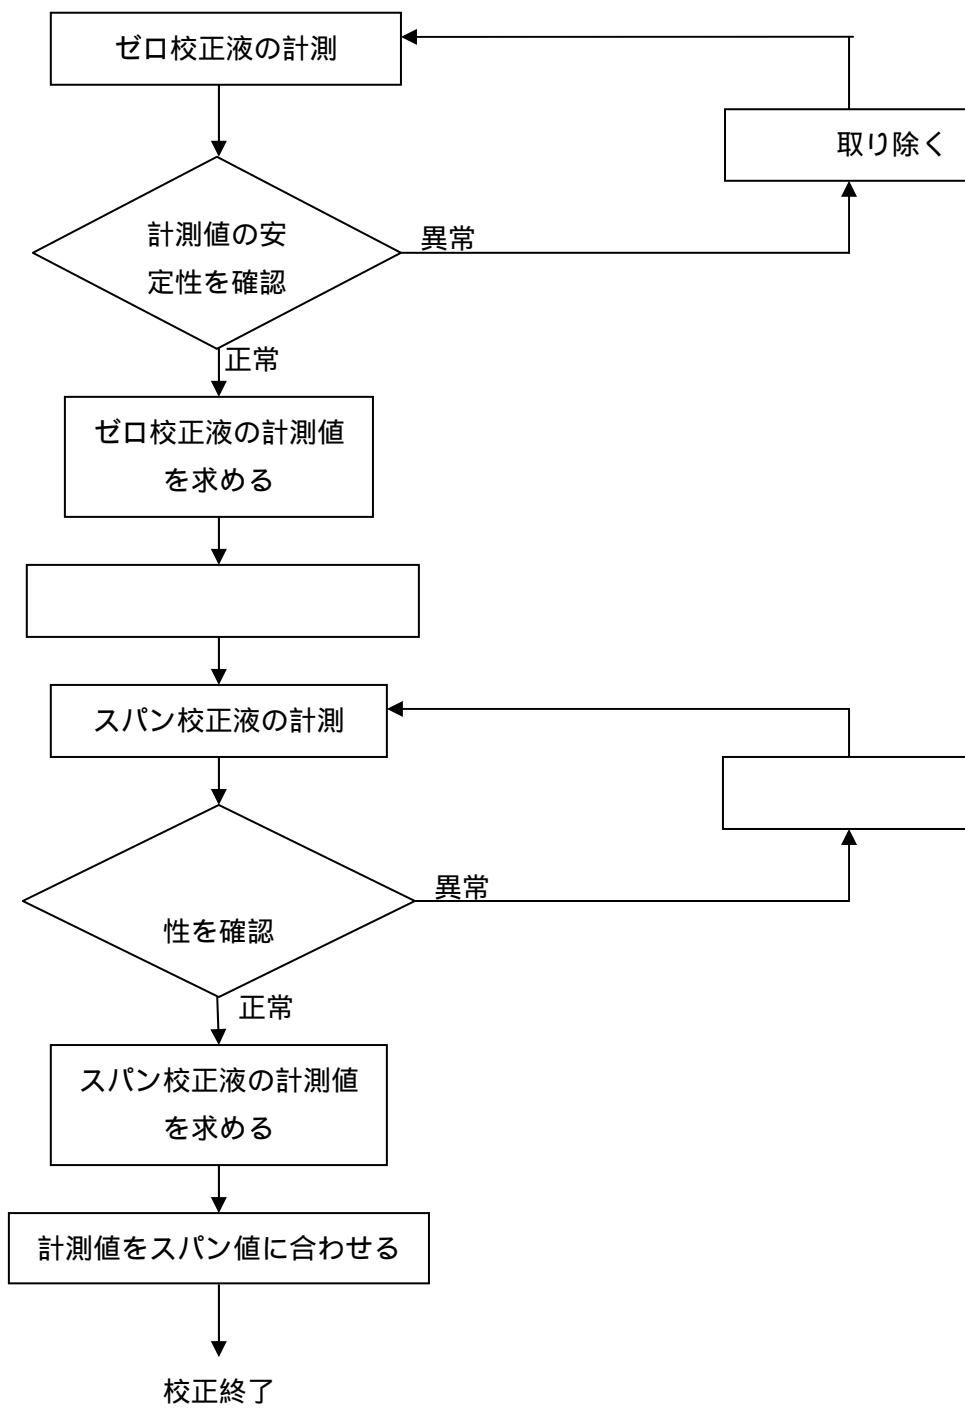 ゼロ校正液の計測
取り除く
計測値の安
定性を確認
異常
正常
ゼロ校正液の計測値
を求める
スパン校正液の計測
異常
性を確認
正常
スパン校正液の計測値
を求める
計測値をスパン値に合わせる
校正終了